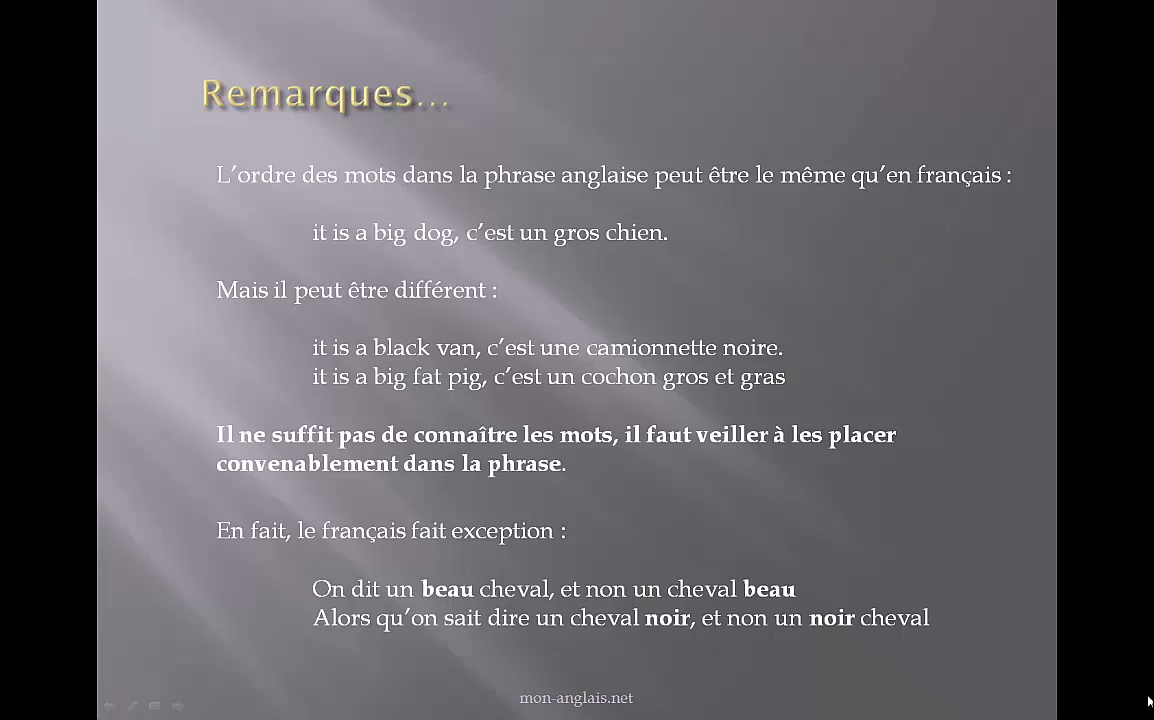 Remarques…
L’ordre des mots dans la phrase anglaise peut être le même qu’en français :
it is a big dog, c’est un gros chien.
Mais il peut être différent :
it is a black van, c’est une camionnette noire.
it is a big fat pig, c’est un cochon gros et gras
Il ne suffit pas de connaître les mots, il faut veiller à les placer
convenablement dans la phrase.
En fait, le français fait exception :
On dit un beau cheval, et non un cheval beau
Alors qu’on sait dire un cheval noir, et non un noir cheval
mon-anglais.net